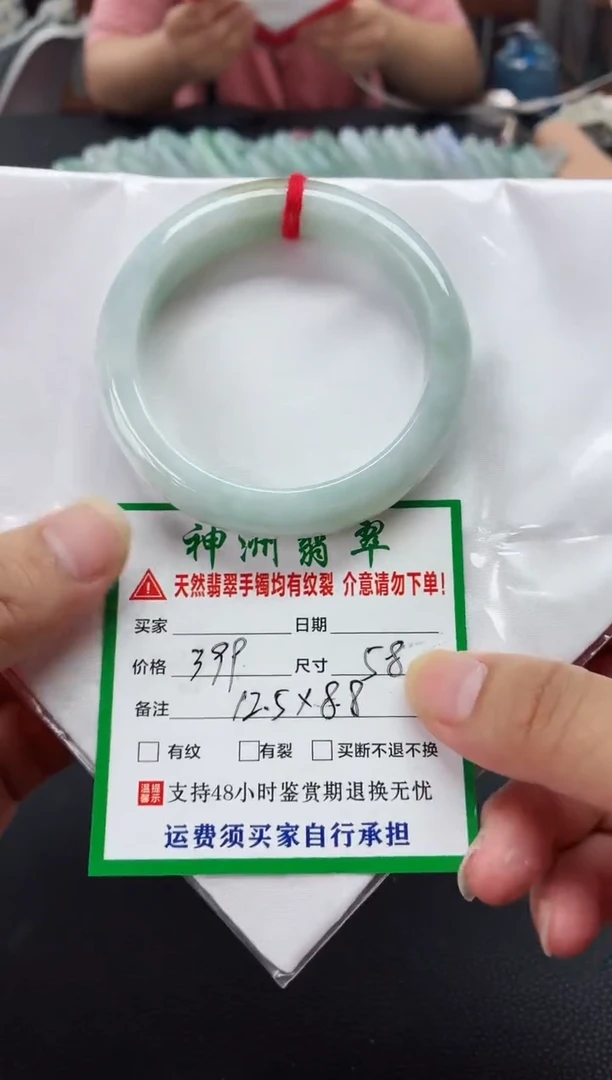 神洲翡翠
天然翡翠手镯均有纹裂 介意请勿下单!
买家 日期
价格 399 尺寸 58
备注 12.5×8.8
有纹 有裂 买断不退不换
温馨提示 支持48小时鉴赏期退换无忧
运费须买家自行承担